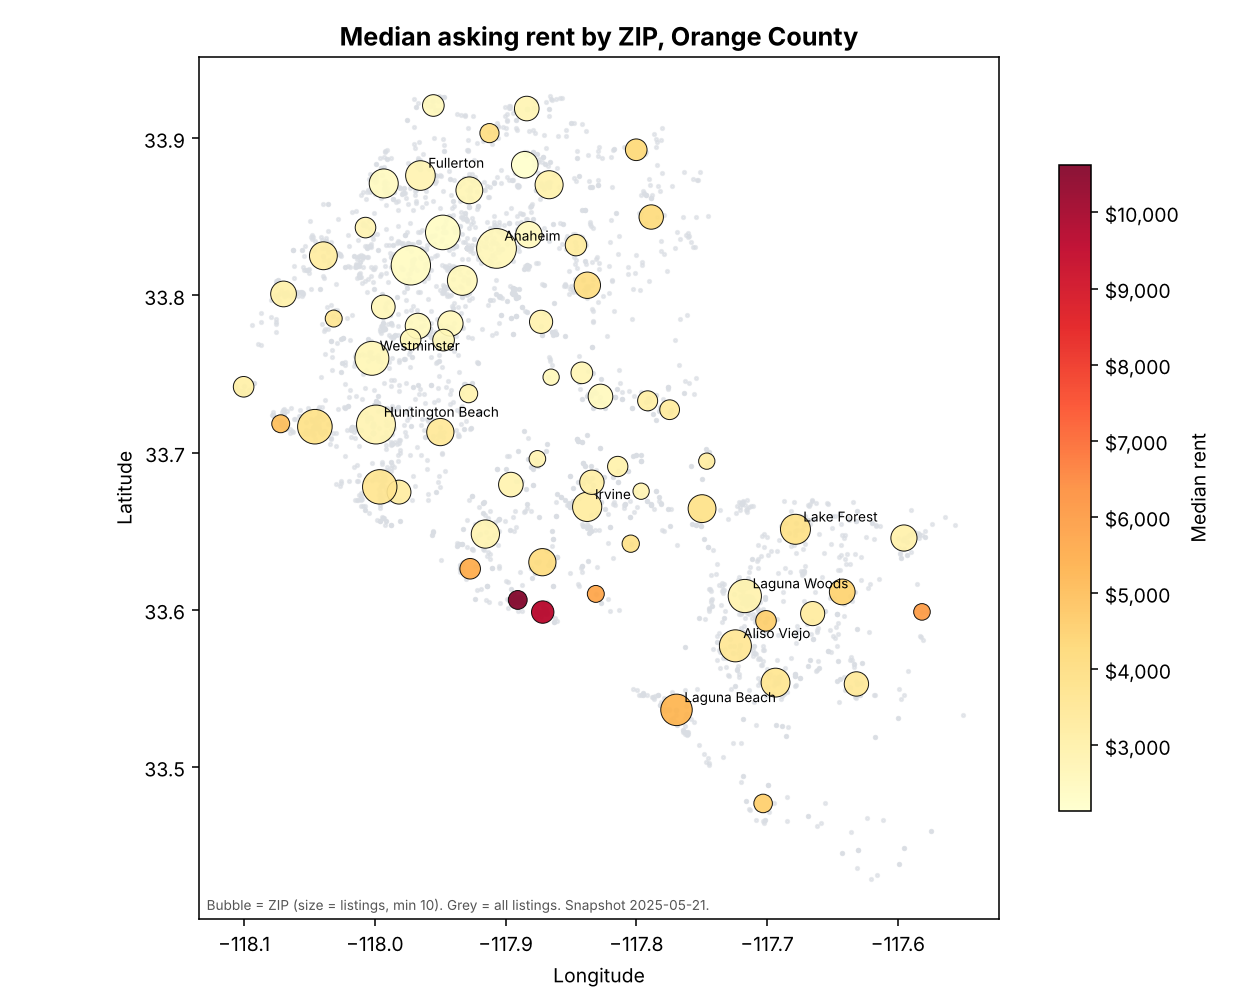 Median asking rent by ZIP, Orange County
33.9
33.8
33.7
33.6
33.5
Latitude
Fullerton
Anaheim
Westminster
Huntington Beach
Irvine
Lake Forest
Laguna Woods
Aliso Viejo
Laguna Beach
Bubble = ZIP (size = listings, min 10). Grey = all listings. Snapshot 2025-05-21.
−118.1
−118.0
−117.9
−117.8
−117.7
−117.6
Longitude
$10,000
$9,000
$8,000
$7,000
$6,000
$5,000
$4,000
$3,000
Median rent